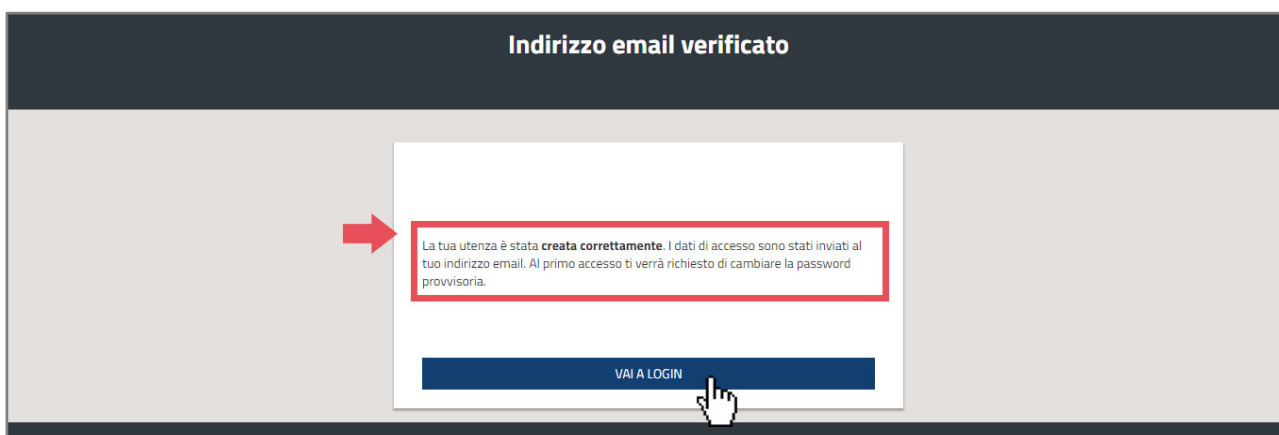 Indirizzo email verificato
La tua utenza è stata creata correttamente. I dati di accesso sono stati inviati al
tuo indirizzo email. Al primo accesso ti verrà richiesto di cambiare la password
provvisoria.
VAI A LOGIN